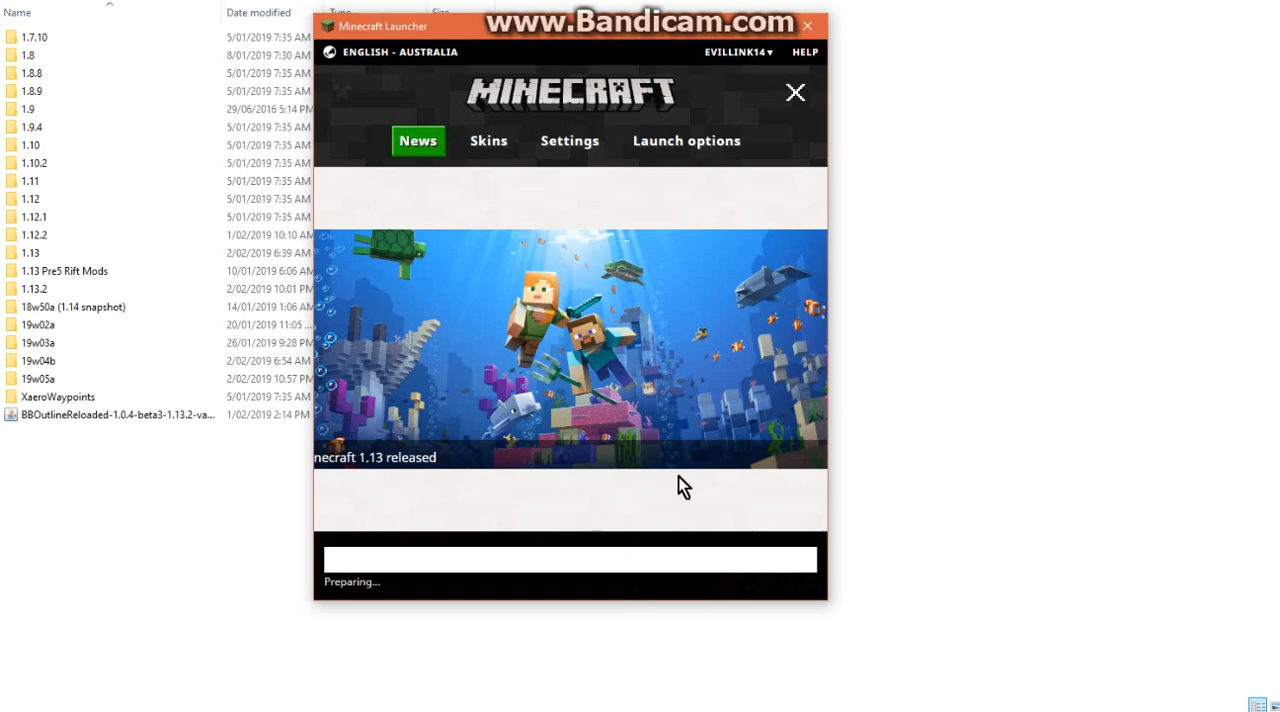 www.Bandicam.com
Name
Date modified
Type
Size
1.7.10 5/01/2019 7:35 AM
1.8 8/01/2019 7:30 AM
1.8.8 5/01/2019 7:35 AM
1.8.9 5/01/2019 7:35 AM
1.9 29/06/2016 5:14 PM
1.9.4 5/01/2019 7:35 AM
1.10 5/01/2019 7:35 AM
1.10.2 5/01/2019 7:35 AM
1.11 5/01/2019 7:35 AM
1.12 5/01/2019 7:35 AM
1.12.1 5/01/2019 7:35 AM
1.12.2 1/02/2019 10:10 AM
1.13 2/02/2019 6:39 AM
1.13 Pre5 Rift Mods 10/01/2019 6:06 AM
1.13.2 2/02/2019 10:01 PM
18w50a (1.14 snapshot) 14/01/2019 1:06 AM
19w02a 20/01/2019 11:05 ...
19w03a 26/01/2019 9:28 PM
19w04b 2/02/2019 6:54 AM
19w05a 2/02/2019 10:57 PM
XaeroWaypoints 5/01/2019 7:35 AM
BBOutlineReloaded-1.0.4-beta3-1.13.2-va... 1/02/2019 2:14 PM
Minecraft Launcher
ENGLISH - AUSTRALIA
EVILLINK14
HELP
MINECRAFT
News
Skins
Settings
Launch options
necraft 1.13 released
Preparing...